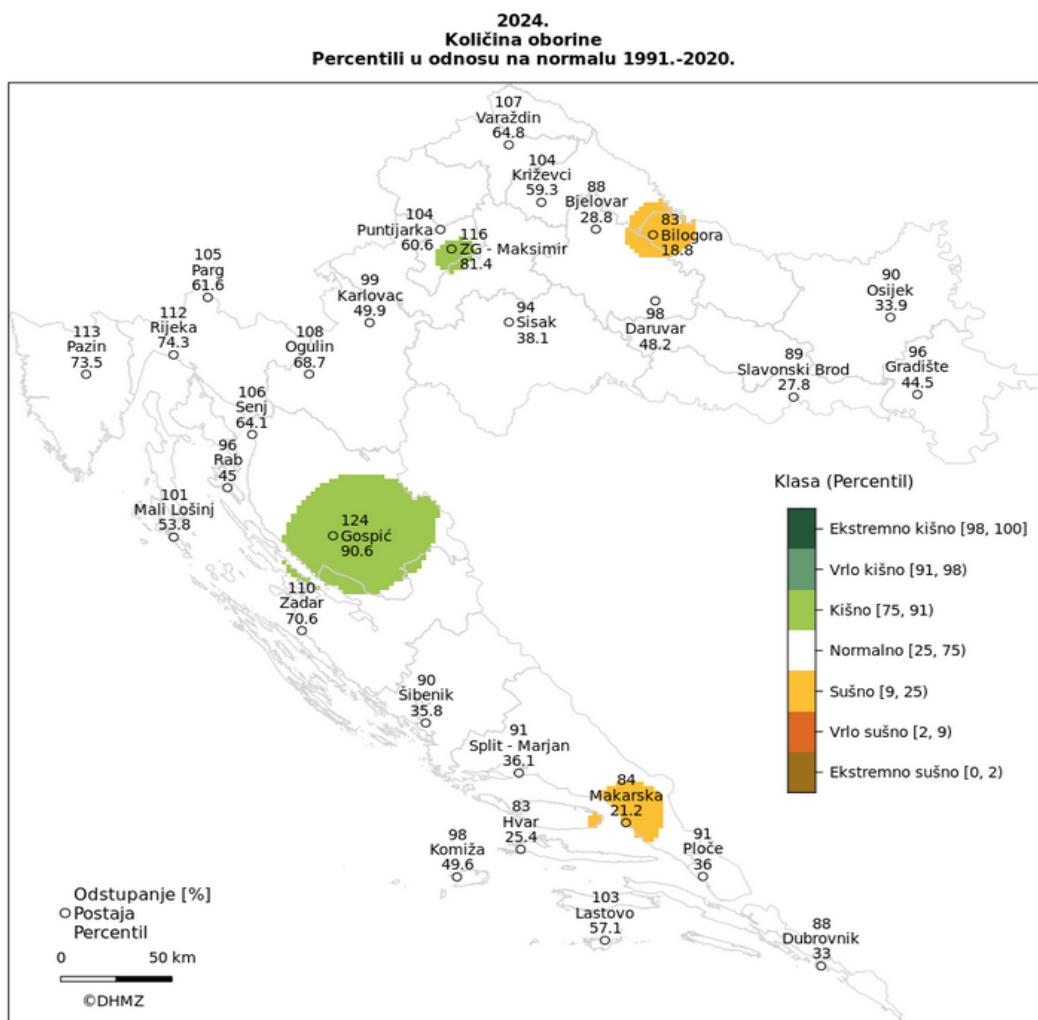 2024.
Količina oborine
Percentili u odnosu na normalu 1991.-2020.
107
Varaždin
64.8
104
Križevci
59.3
88
Bjelovar
28.8
83
Bilogora
18.8
104
Puntijarka
60.6
116
ZG - Maksimir
81.4
105
Parg
61.6
99
Karlovac
49.9
94
Sisak
38.1
98
Daruvar
48.2
90
Osijek
33.9
113
Pazin
73.5
112
Rijeka
74.3
108
Ogulin
68.7
89
Slavonski Brod
27.8
96
Gradište
44.5
106
Senj
64.1
96
Rab
45
101
Mali Lošinj
53.8
124
Gospić
90.6
110
Zadar
70.6
90
Šibenik
35.8
91
Split - Marjan
36.1
84
Makarska
21.2
83
Hvar
25.4
98
Komiža
49.6
91
Ploče
36
103
Lastovo
57.1
88
Dubrovnik
33
Klasa (Percentil)
Ekstremno kišno [98, 100]
Vrlo kišno [91, 98)
Kišno [75, 91)
Normalno [25, 75)
Sušno [9, 25)
Vrlo sušno [2, 9)
Ekstremno sušno [0, 2)
Odstupanje [%]
Postaja
Percentil
0 50 km
©DHMZ